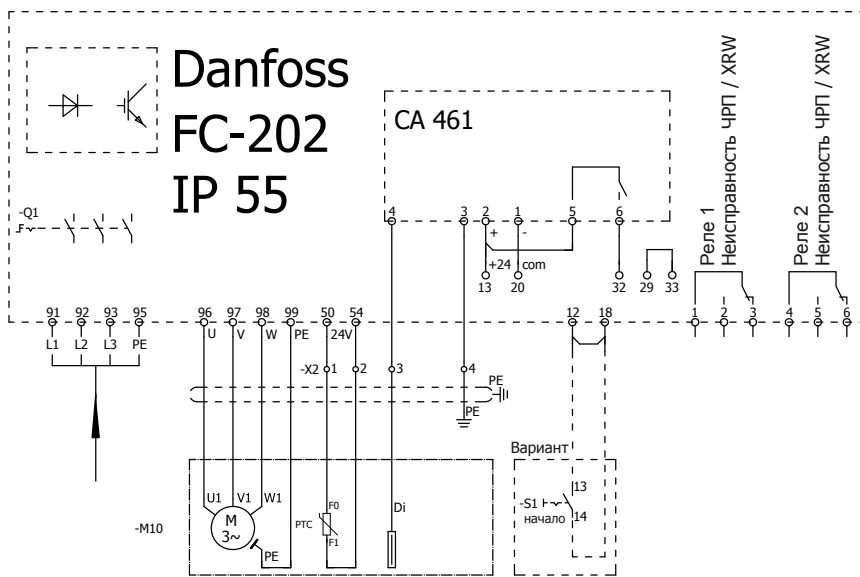 Danfoss
FC-202
IP 55
CA 461
Реле 1
Неисправность ЧРП / XRW
Реле 2
Неисправность ЧРП / XRW
-Q1
4 3 2 1 5 6
+ -
+24 com
13 20 32 29 33
91 92 93 95 96 97 98 99 50 54 12 18 1 2 3 4 5 6
L1 L2 L3 PE U V W PE 24V
-X2 1 2 3 4
PE
PE
Вариант
-M10
U1 V1 W1
M
3~
PE
PTC
F0
F1
Di
-S1
начало
13
14